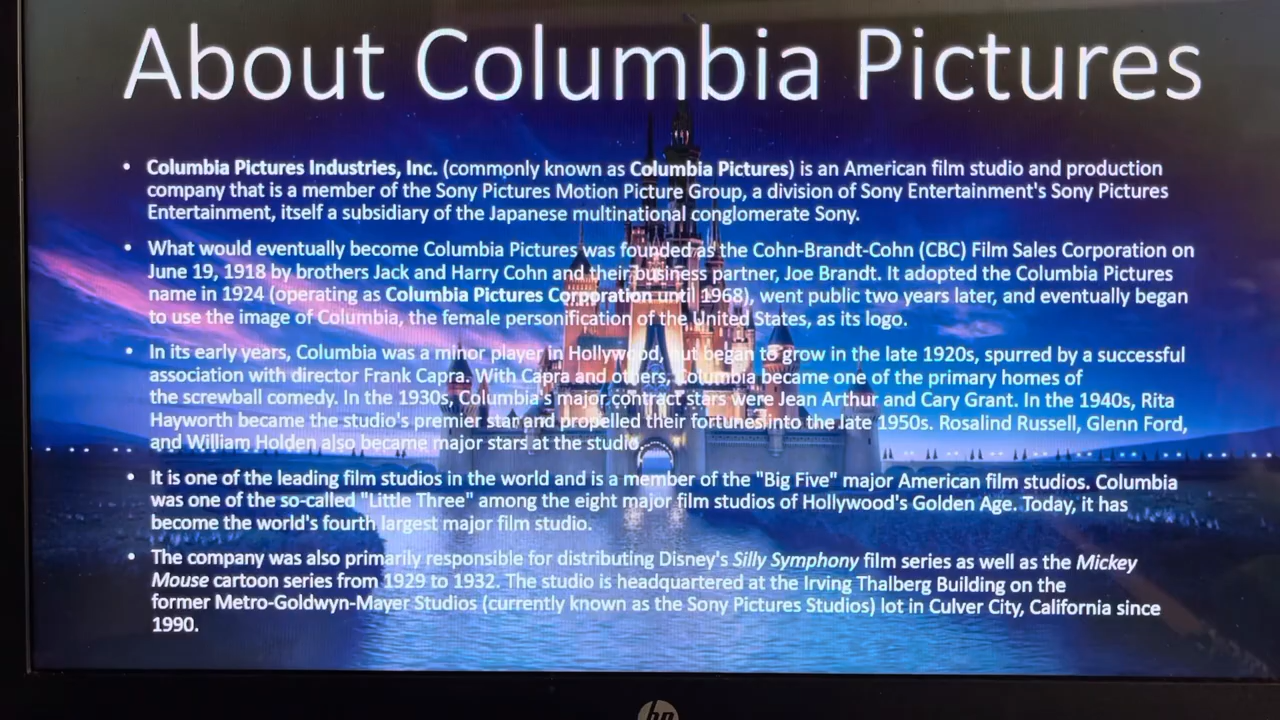 About Columbia Pictures
• Columbia Pictures Industries, Inc. (commonly known as Columbia Pictures) is an American film studio and production
company that is a member of the Sony Pictures Motion Picture Group, a division of Sony Entertainment's Sony Pictures
Entertainment, itself a subsidiary of the Japanese multinational conglomerate Sony.
• What would eventually become Columbia Pictures was founded as the Cohn-Brandt-Cohn (CBC) Film Sales Corporation on
June 19, 1918 by brothers Jack and Harry Cohn and their business partner, Joe Brandt. It adopted the Columbia Pictures
name in 1924 (operating as Columbia Pictures Corporation until 1968), went public two years later, and eventually began
to use the image of Columbia, the female personification of the United States, as its logo.
• In its early years, Columbia was a minor player in Hollywood, but began to grow in the late 1920s, spurred by a successful
association with director Frank Capra. With Capra and others, Columbia became one of the primary homes of
the screwball comedy. In the 1930s, Columbia's major contract stars were Jean Arthur and Cary Grant. In the 1940s, Rita
Hayworth became the studio's premier star and propelled their fortunes into the late 1950s. Rosalind Russell, Glenn Ford,
and William Holden also became major stars at the studio.
• It is one of the leading film studios in the world and is a member of the "Big Five" major American film studios. Columbia
was one of the so-called "Little Three" among the eight major film studios of Hollywood's Golden Age. Today, it has
become the world's fourth largest major film studio.
• The company was also primarily responsible for distributing Disney's Silly Symphony film series as well as the Mickey
Mouse cartoon series from 1929 to 1932. The studio is headquartered at the Irving Thalberg Building on the
former Metro-Goldwyn-Mayer Studios (currently known as the Sony Pictures Studios) lot in Culver City, California since
1990.
hp